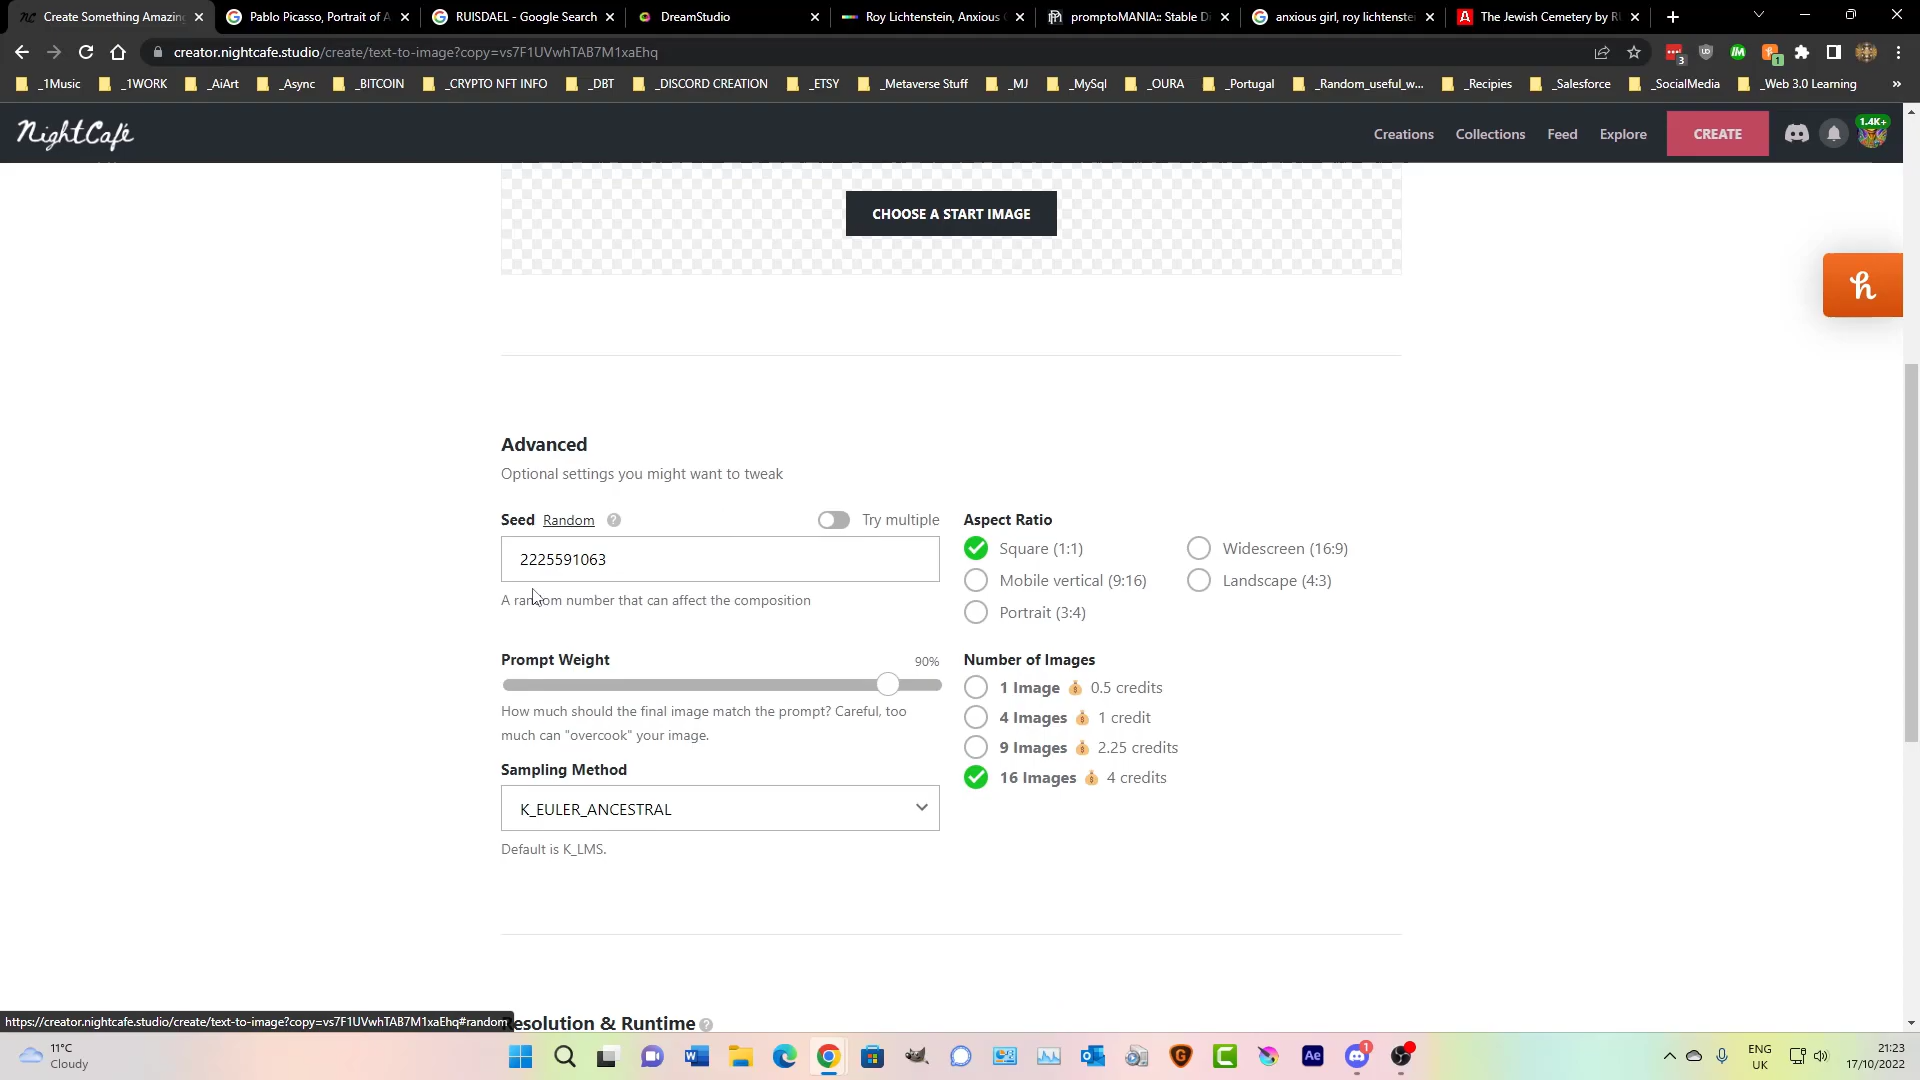 Create Something Amazing
Pablo Picasso, Portrait of A
RUISDAEL - Google Search
DreamStudio
Roy Lichtenstein, Anxious
promptoMANIA:: Stable D
anxious girl, roy lichtenste
The Jewish Cemetery by R
creator.nightcafe.studio/create/text-to-image?copy=vs7F1UVwhTAB7M1xaEhq
3
1
_1Music
_1WORK
_AiArt
_Async
_BITCOIN
_CRYPTO NFT INFO
_DBT
_DISCORD CREATION
_ETSY
_Metaverse Stuff
_MJ
_MySql
_OURA
_Portugal
_Random_useful_w...
_Recipies
_Salesforce
_SocialMedia
_Web 3.0 Learning
»
NightCafé
Creations
Collections
Feed
Explore
CREATE
1.4K+
CHOOSE A START IMAGE
h
Advanced
Optional settings you might want to tweak
Seed Random ?
Try multiple
2225591063
A random number that can affect the composition
Aspect Ratio
Square (1:1)
Widescreen (16:9)
Mobile vertical (9:16)
Landscape (4:3)
Portrait (3:4)
Prompt Weight
90%
How much should the final image match the prompt? Careful, too
much can "overcook" your image.
Number of Images
1 Image 0.5 credits
4 Images 1 credit
9 Images 2.25 credits
16 Images 4 credits
Sampling Method
K_EULER_ANCESTRAL
Default is K_LMS.
Resolution & Runtime ?
https://creator.nightcafe.studio/create/text-to-image?copy=vs7F1UVwhTAB7M1xaEhq#random
11°C
Cloudy
Ae
1
ENG
UK
21:23
17/10/2022